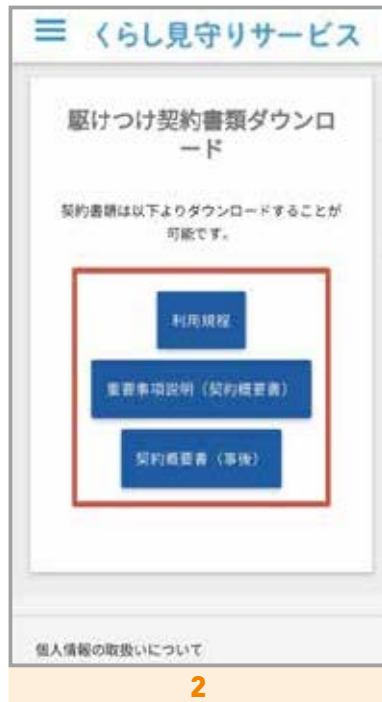 くらし見守りサービス
駆けつけ契約書類ダウンロ
ード
契約書類は以下よりダウンロードすることが
可能です。
利用規程
重要事項説明（契約概要書）
契約概要書（事後）
個人情報の取扱いについて
2